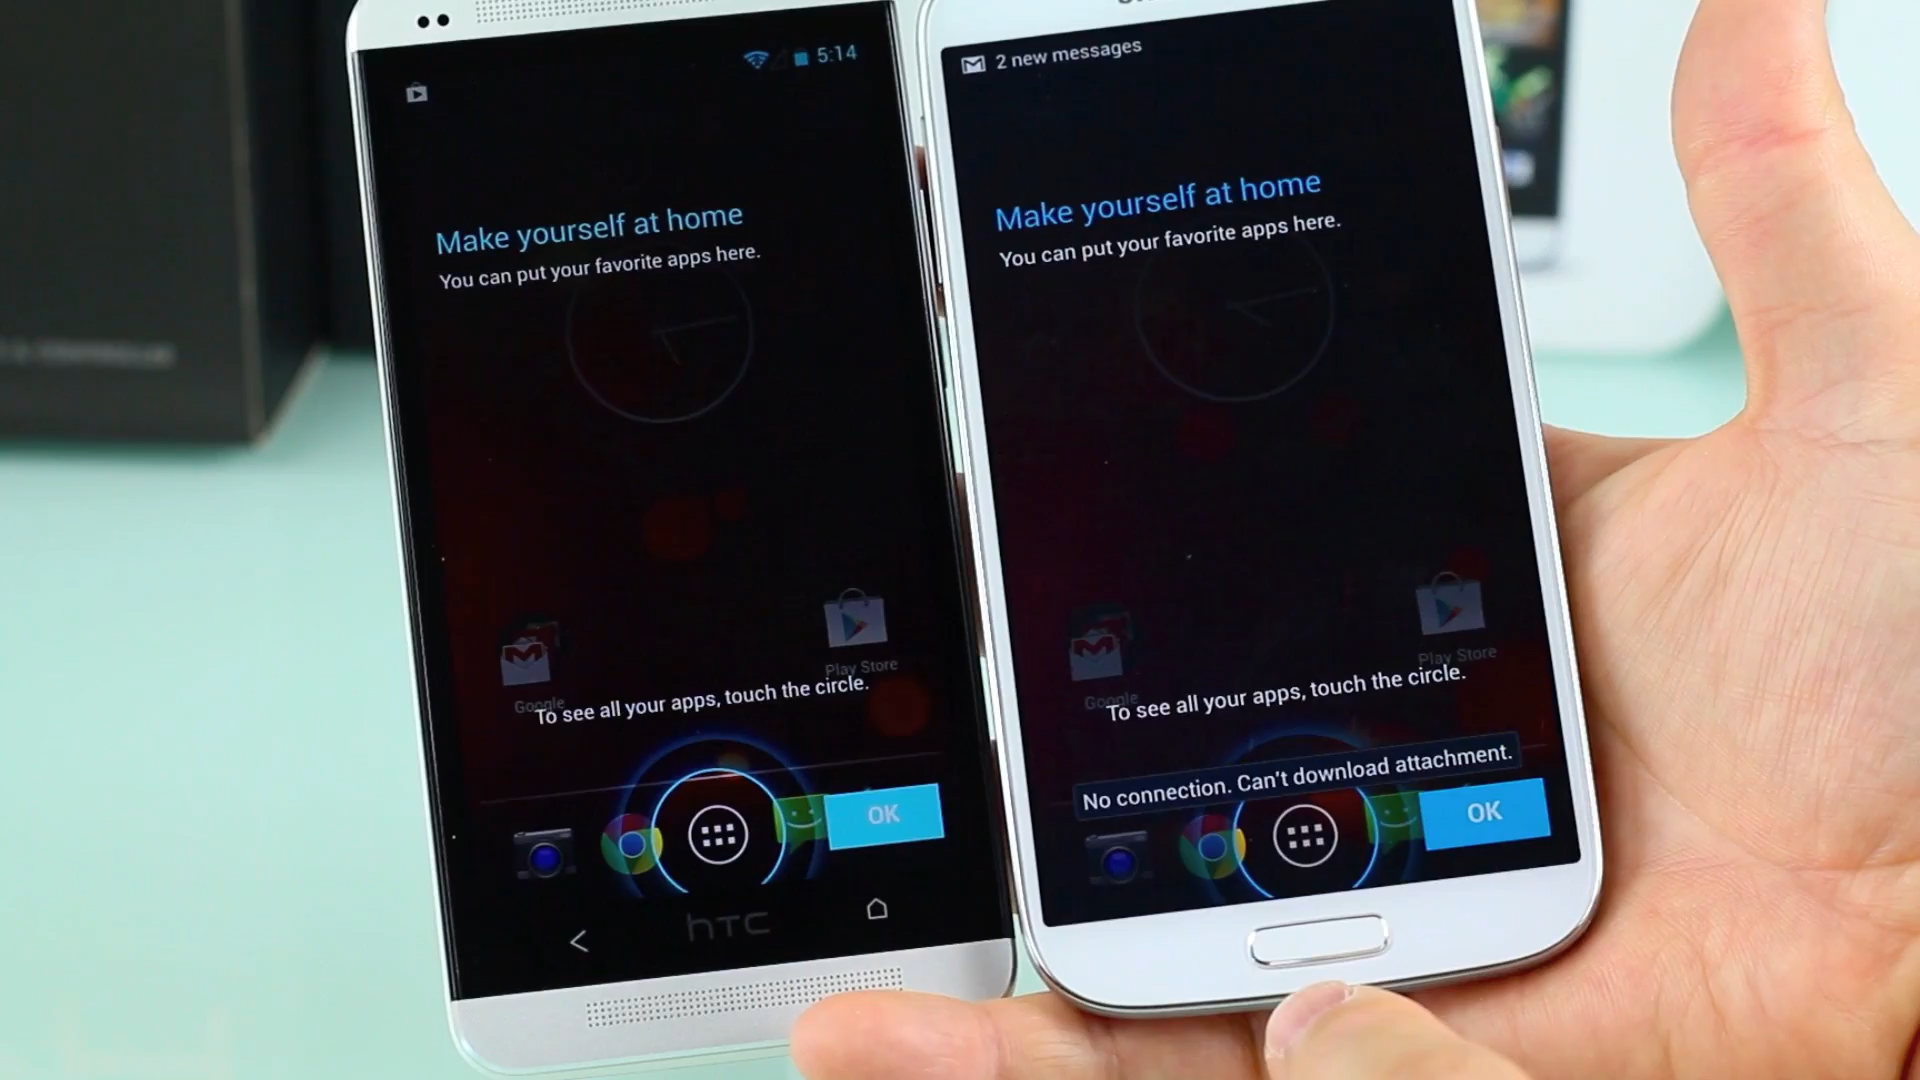 5:14
Make yourself at home
You can put your favorite apps here.
Play Store
Google
To see all your apps, touch the circle.
OK
hTC
2 new messages
Make yourself at home
You can put your favorite apps here.
Play Store
Google
To see all your apps, touch the circle.
No connection. Can't download attachment.
OK